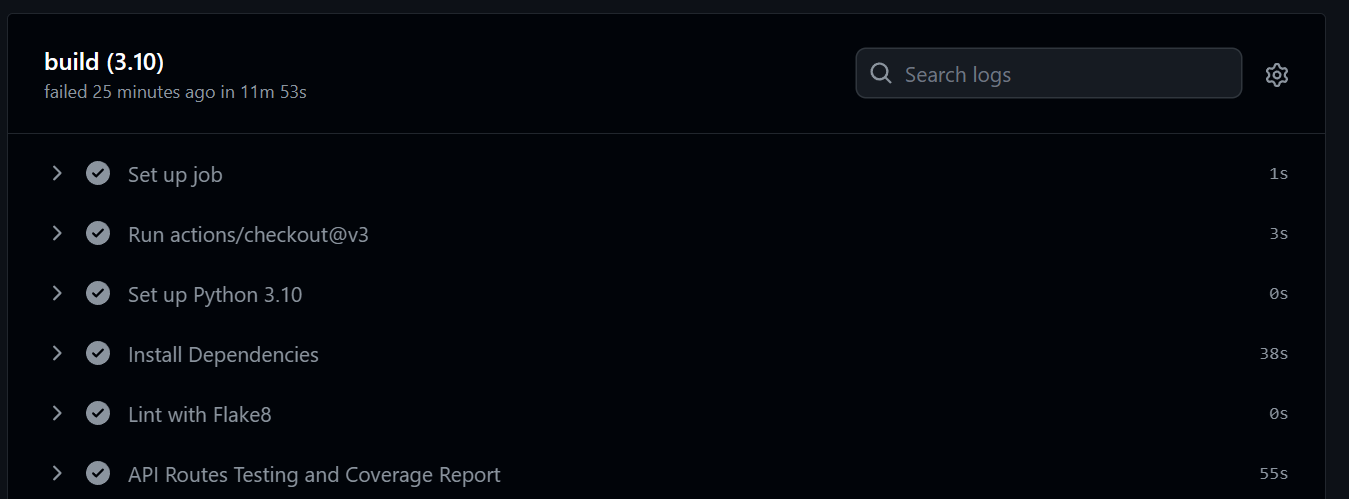 build (3.10)
failed 25 minutes ago in 11m 53s
Search logs
Set up job 1s
Run actions/checkout@v3 3s
Set up Python 3.10 0s
Install Dependencies 38s
Lint with Flake8 0s
API Routes Testing and Coverage Report 55s